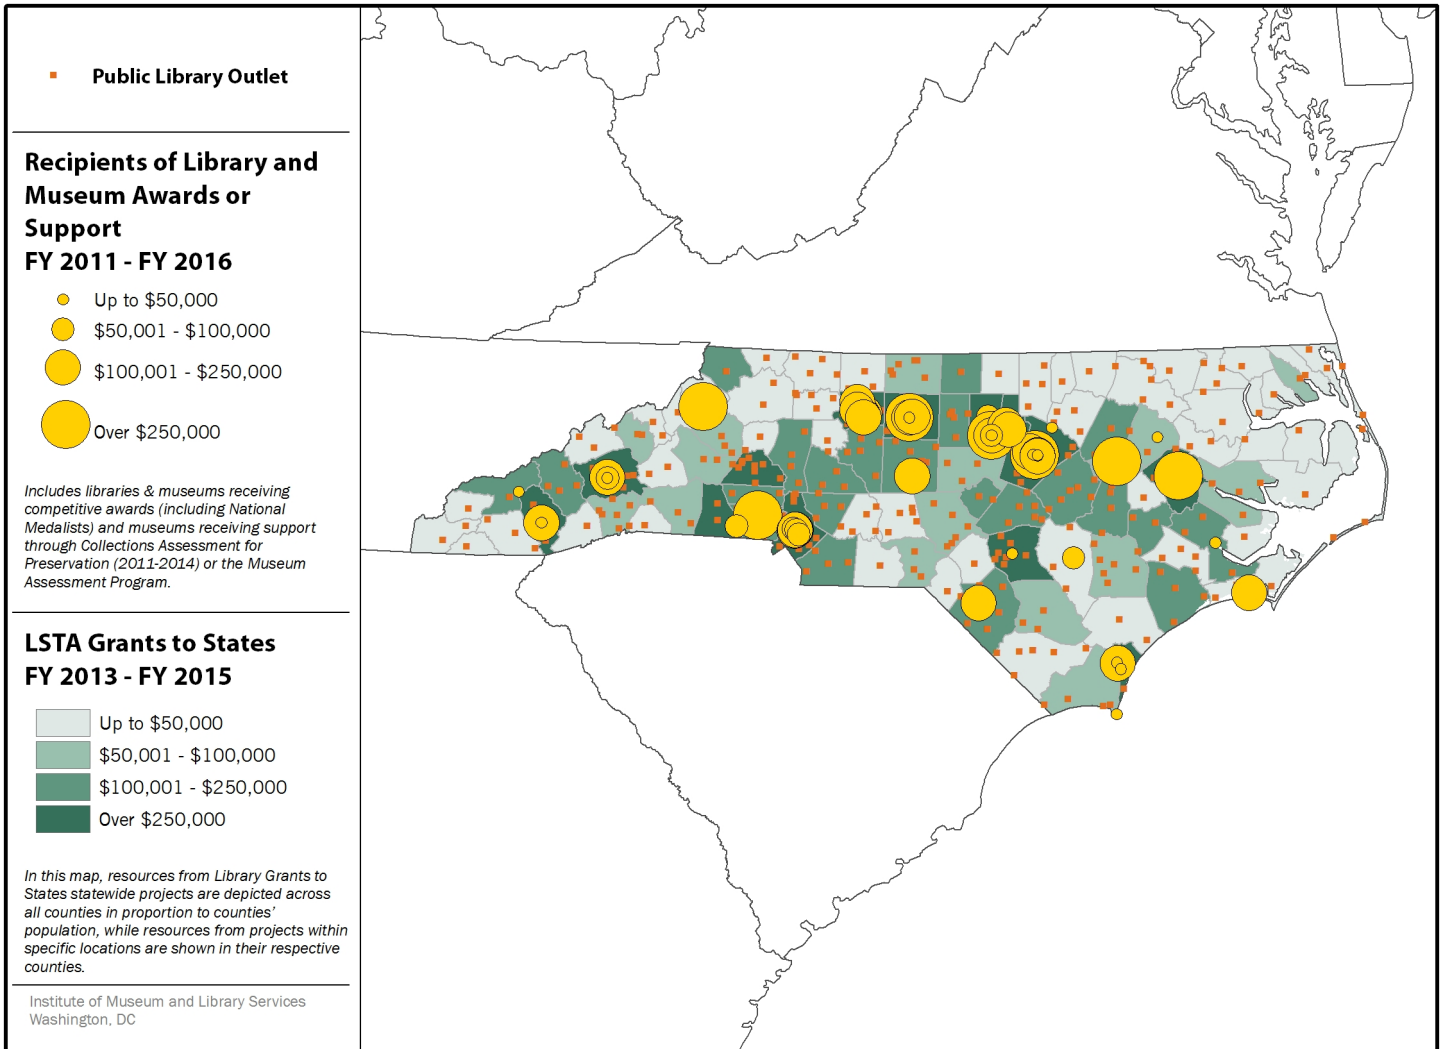 Public Library Outlet
Recipients of Library and
Museum Awards or
Support
FY 2011 - FY 2016
Up to $50,000
$50,001 - $100,000
$100,001 - $250,000
Over $250,000
Includes libraries & museums receiving
competitive awards (including National
Medalists) and museums receiving support
through Collections Assessment for
Preservation (2011-2014) or the Museum
Assessment Program.
LSTA Grants to States
FY 2013 - FY 2015
Up to $50,000
$50,001 - $100,000
$100,001 - $250,000
Over $250,000
In this map, resources from Library Grants to
States statewide projects are depicted across
all counties in proportion to counties'
population, while resources from projects within
specific locations are shown in their respective
counties.
Institute of Museum and Library Services
Washington, DC